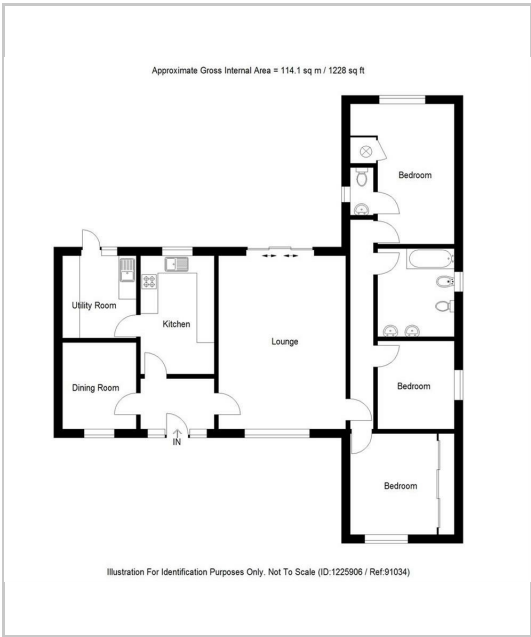 Approximate Gross Internal Area = 114.1 sq m / 1228 sq ft
Bedroom
Utility Room
Kitchen
Lounge
Dining Room
Bedroom
IN
Bedroom
Illustration For Identification Purposes Only. Not To Scale (ID:1225906 / Ref:91034)